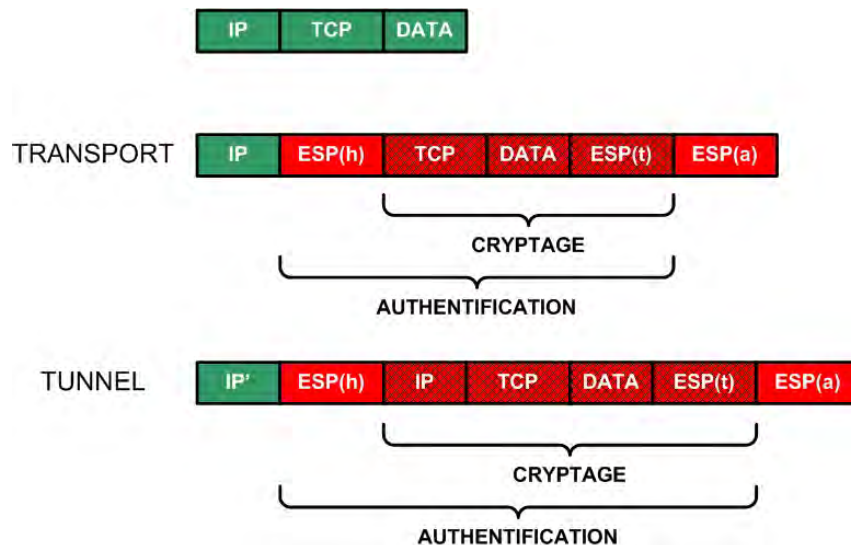 IP TCP DATA
TRANSPORT IP ESP(h) TCP DATA ESP(t) ESP(a)
CRYPTAGE
AUTHENTIFICATION
TUNNEL IP' ESP(h) IP TCP DATA ESP(t) ESP(a)
CRYPTAGE
AUTHENTIFICATION